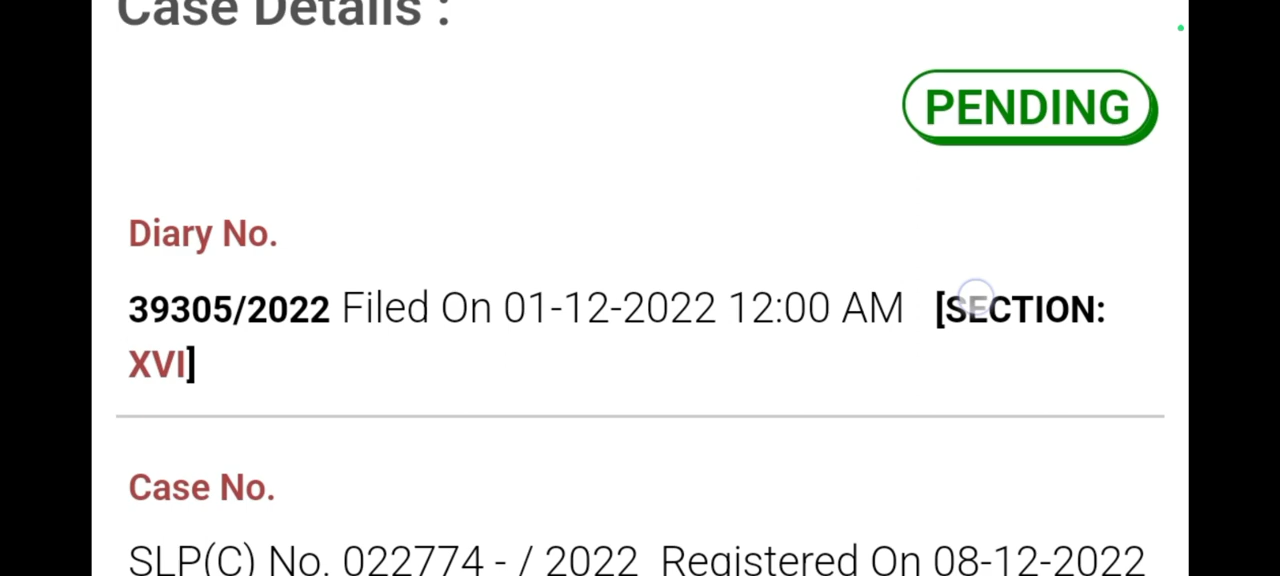 Case Details :
PENDING
Diary No.
39305/2022 Filed On 01-12-2022 12:00 AM [SECTION:
XVI]
Case No.
SLP(C) No. 022774 - / 2022 Registered On 08-12-2022